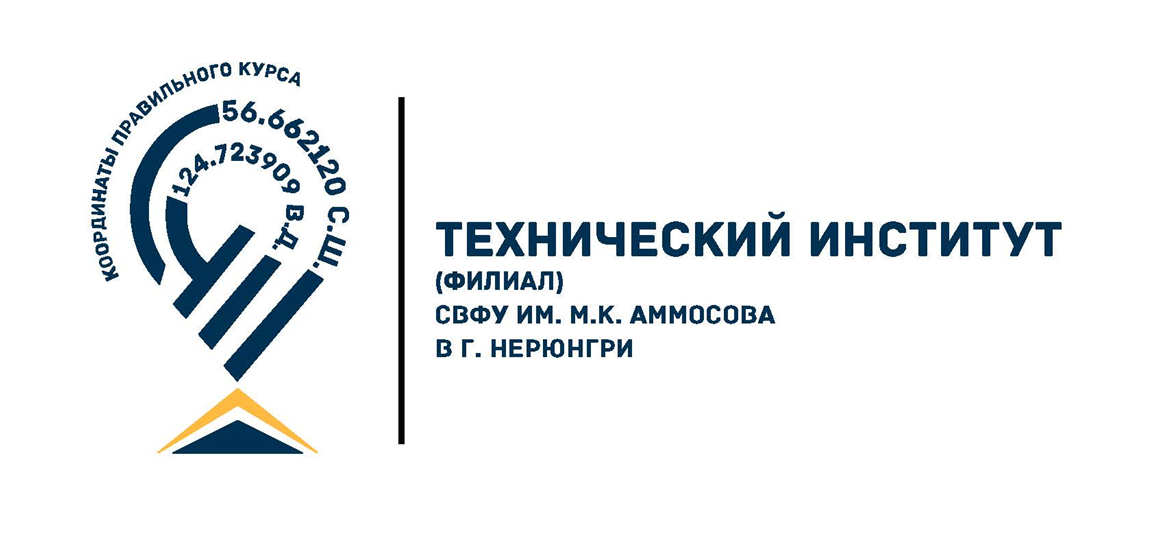 КООРДИНАТЫ ПРАВИЛЬНОГО КУРСА
56.662120 С.Ш.
124.723909 В.Д.
ТЕХНИЧЕСКИЙ ИНСТИТУТ
(ФИЛИАЛ)
СВФУ ИМ. М.К. АММОСОВА
В Г. НЕРЮНГРИ